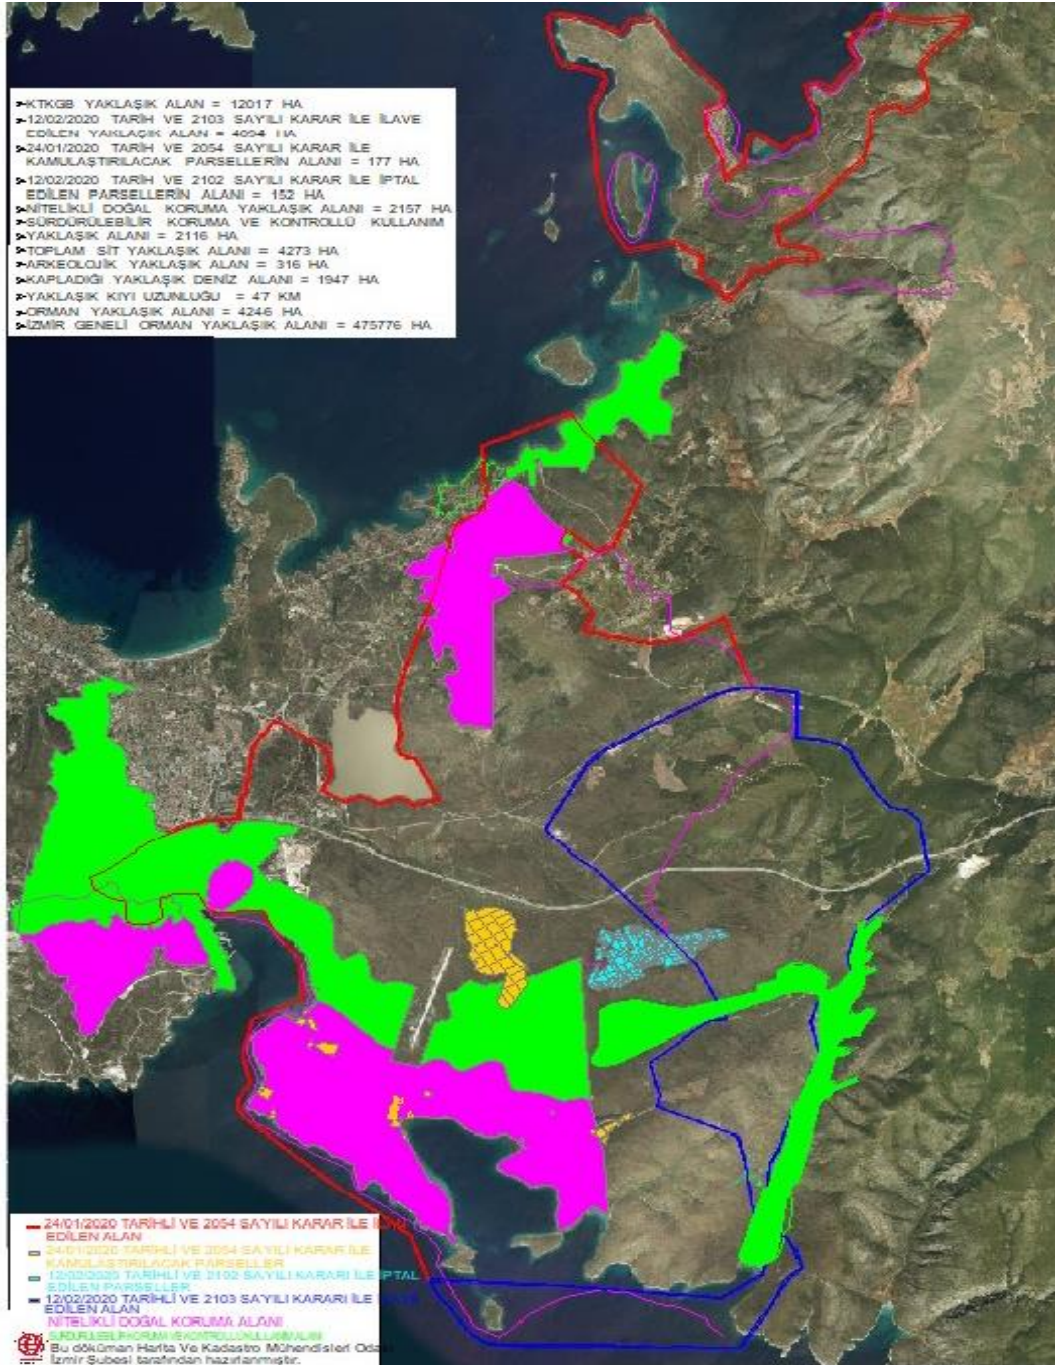 KTKGB YAKLAŞIK ALAN = 12017 HA
12/02/2020 TARİH VE 2103 SAYILI KARAR İLE İLAVE
EDİLEN YAKLAŞIK ALAN = 4094 HA
24/01/2020 TARİH VE 2054 SAYILI KARAR İLE
KAMULAŞTIRILACAK PARSELLERİN ALANI = 177 HA
12/02/2020 TARİH VE 2102 SAYILI KARAR İLE İPTAL
EDİLEN PARSELLERİN ALANI = 152 HA
NİTELİKLİ DOĞAL KORUMA YAKLAŞIK ALANI = 2157 HA
SÜRDÜRÜLEBİLİR KORUMA VE KONTROLLÜ KULLANIM
YAKLAŞIK ALANI = 2116 HA
TOPLAM SİT YAKLAŞIK ALANI = 4273 HA
ARKEOLOJİK YAKLAŞIK ALAN = 316 HA
KAPLADIĞI YAKLAŞIK DENİZ ALANI = 1947 HA
YAKLAŞIK KIYI UZUNLUĞU = 47 KM
ORMAN YAKLAŞIK ALANI = 4246 HA
İZMİR GENELİ ORMAN YAKLAŞIK ALANI = 475776 HA
24/01/2020 TARİHLİ VE 2054 SAYILI KARAR İLE
EDİLEN ALAN
24/01/2020 TARİHLİ VE 2054 SAYILI KARAR İLE
KAMULAŞTIRILACAK PARSELLER
12/02/2020 TARİHLİ VE 2102 SAYILI KARARI İLE İPTAL
EDİLEN PARSELLER
12/02/2020 TARİHLİ VE 2103 SAYILI KARARI İLE
EDİLEN ALAN
NİTELİKLİ DOĞAL KORUMA ALANI
SÜRDÜRÜLEBİLİR KORUMA VE KONTROLLÜ KULLANIM ALANI
Bu döküman Harita Ve Kadastro Mühendisleri Odası
İzmir Şubesi tarafından hazırlanmıştır.